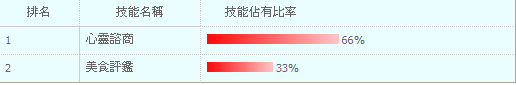 排名 技能名稱 技能佔有比率
1 心靈諮商 66%
2 美食評鑑 33%